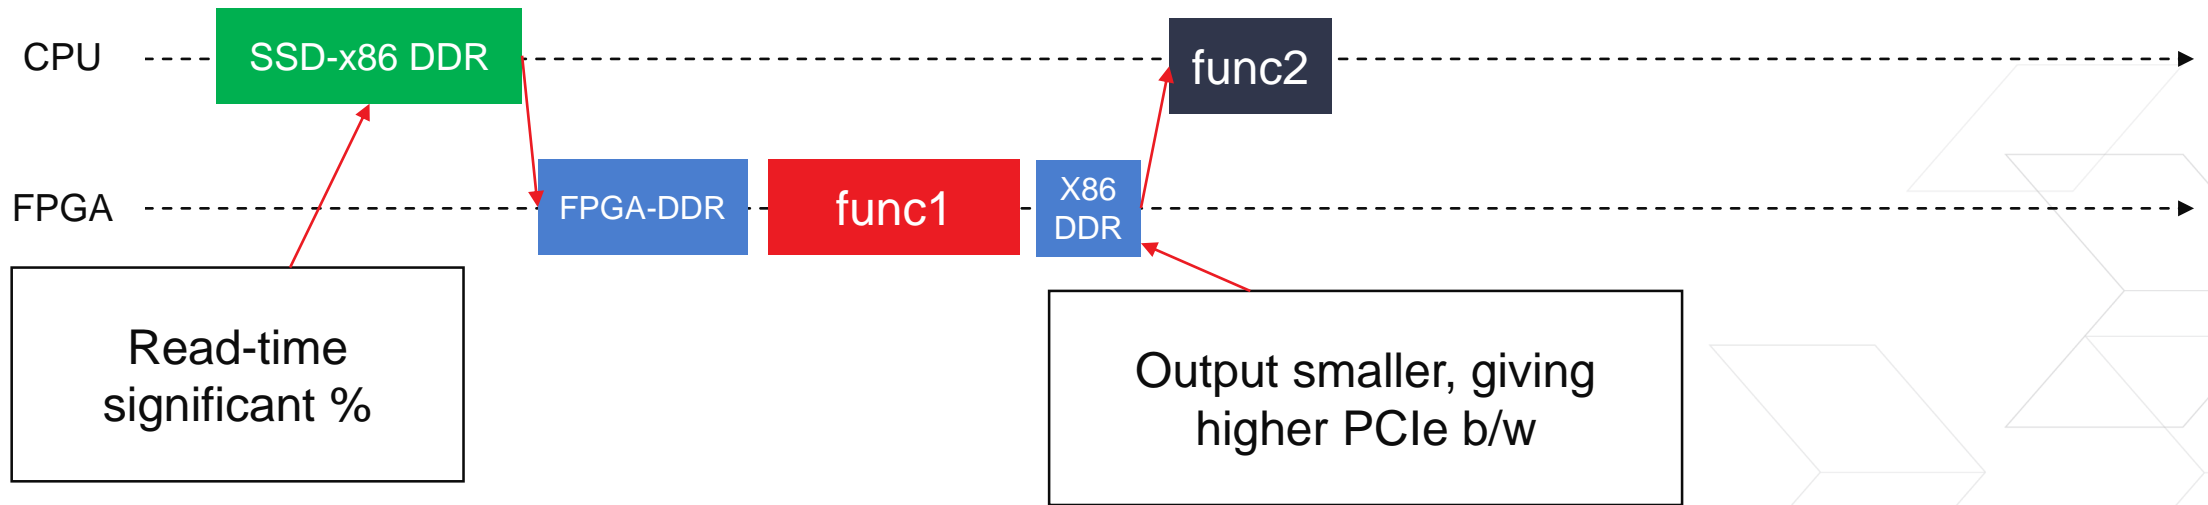 CPU
SSD-x86 DDR
func2
FPGA
FPGA-DDR
func1
X86
DDR
Read-time
significant %
Output smaller, giving
higher PCIe b/w